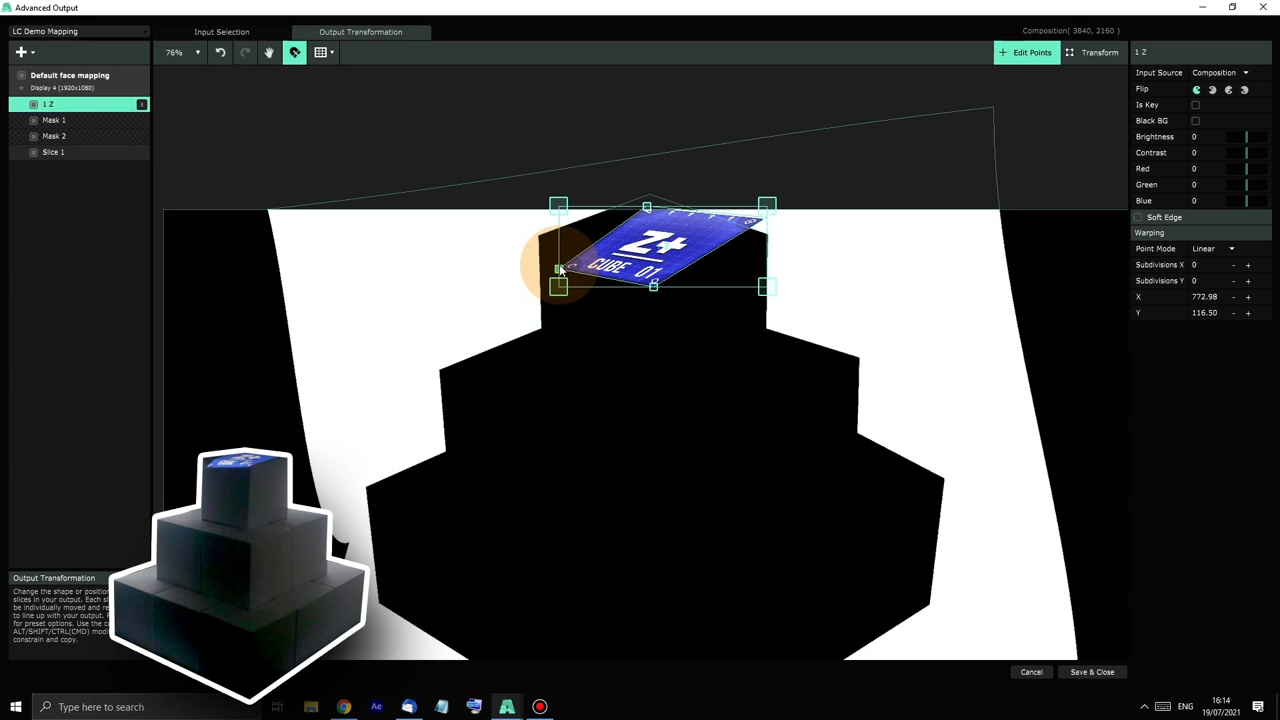 Advanced Output
LC Demo Mapping
Input Selection
Output Transformation
Composition( 3840, 2160 )
76%
Edit Points
Transform
1 Z
Default face mapping
Display 4 (1920x1080)
1 Z
Mask 1
Mask 2
Slice 1
Input Source
Composition
Flip
Is Key
Black BG
Brightness
0
Contrast
0
Red
0
Green
0
Blue
0
Soft Edge
Warping
Point Mode
Linear
Subdivisions X
0
- +
Subdivisions Y
0
- +
X
772.98
- +
Y
116.50
- +
Z+
CUBE 01
C
D
Output Transformation
Change the shape or position
slices in your output. Each sl
be individually moved and re
to line up with your output.
for preset options. Use the
ALT/SHIFT/CTRL(CMD)
constrain and copy.
Cancel
Save & Close
Type here to search
Ae
ENG
16:14
19/07/2021